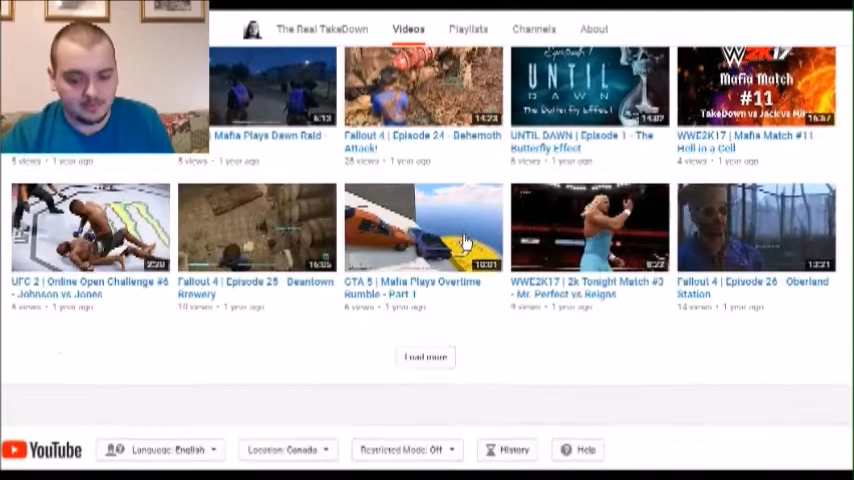 The Real TakeDown
Videos
Playlists
Channels
About
6:13
Mafia Plays Dawn Raid -
5 views • 1 year ago
5 views • 1 year ago
14:23
Fallout 4 | Episode 24 - Behemoth
Attack!
28 views • 1 year ago
UNTIL
DAWN
The Butterfly Effect
14:02
UNTIL DAWN | Episode 1 - The
Butterfly Effect
8 views • 1 year ago
W 2K17
Mafia Match
#11
TakeDown vs Jack vs
WWE2K17 | Mafia Match #11 -
Hell in a Cell
4 views • 1 year ago
2:20
UFC 2 | Online Open Challenge #6
- Johnson vs Jones
1 year ago
16:05
Fallout 4 | Episode 25 - Beantown
Brewery
10 views • 1 year ago
10:01
GTA 5 | Mafia Plays Overtime
Rumble - Part 1
6 views • 1 year ago
WWE2K17 | 2k Tonight Match #3
- Mr. Perfect vs Reigns
9 views • 1 year ago
13:21
Fallout 4 | Episode 26 - Oberland
Station
14 views • 1 year ago
Load more
YouTube
Language: English
Location: Canada
Restricted Mode: Off
History
Help